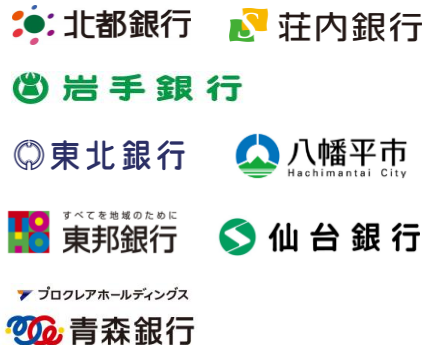 北都銀行
荘内銀行
岩手銀行
東北銀行
八幡平市
Hachimantai City
TO
HO
すべてを地域のために
東邦銀行
仙台銀行
プロクレアホールディングス
青森銀行